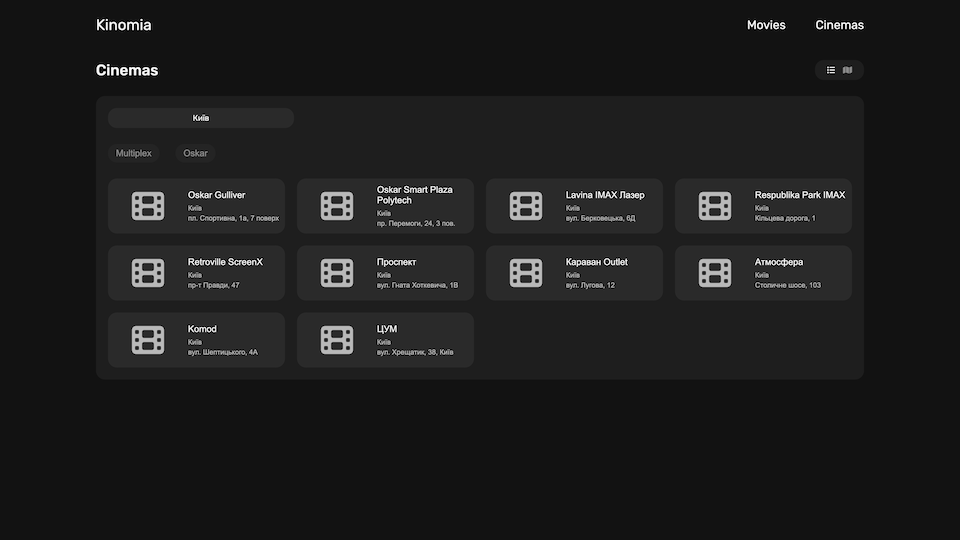 Kinomia
Movies
Cinemas
Cinemas
Київ
Multiplex
Oskar
Oskar Gulliver
Київ
пл. Спортивна, 1а, 7 поверх
Oskar Smart Plaza
Polytech
Київ
пр. Перемоги, 24, 3 пов.
Lavina IMAX Лазер
Київ
вул. Берковецька, 6Д
Respublika Park IMAX
Київ
Кільцева дорога, 1
Retroville ScreenX
Київ
пр-т Правди, 47
Проспект
Київ
вул. Гната Хоткевича, 1В
Караван Outlet
Київ
вул. Лугова, 12
Атмосфера
Київ
Столичне шосе, 103
Komod
Київ
вул. Шептицького, 4А
ЦУМ
Київ
вул. Хрещатик, 38, Київ